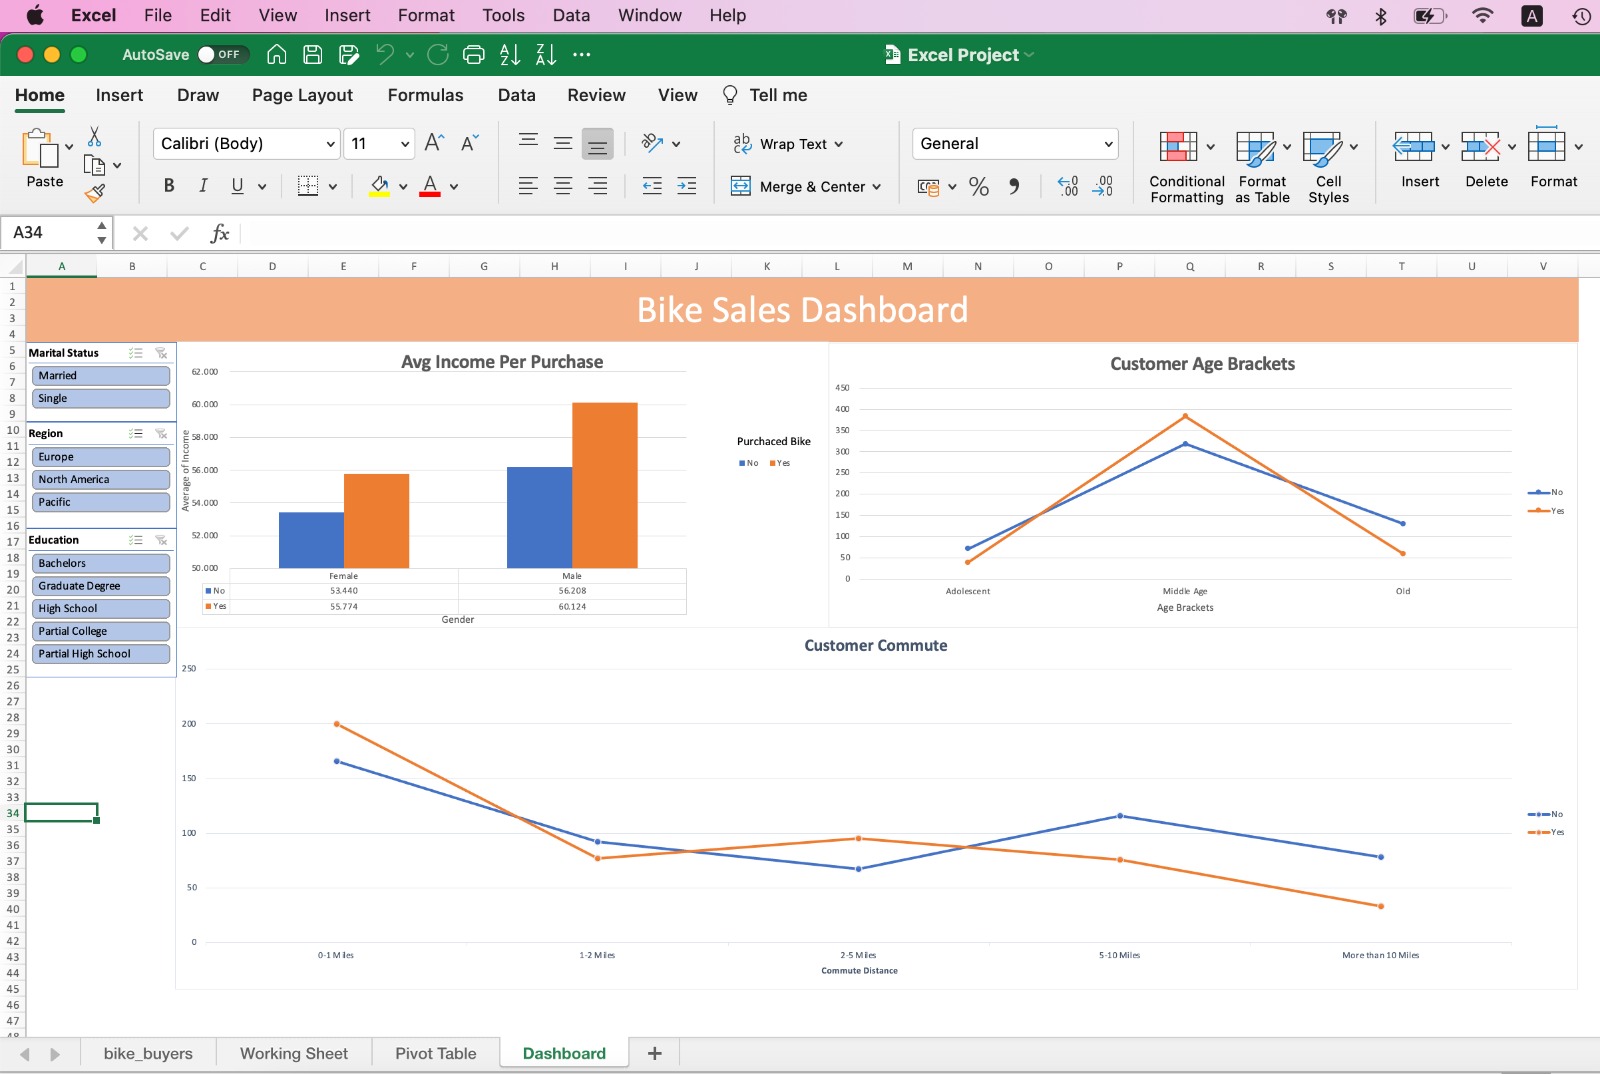 Excel File Edit View Insert Format Tools Data Window Help A
AutoSave OFF A Z Z A ... Excel Project
Home Insert Draw Page Layout Formulas Data Review View Tell me
Paste
Calibri (Body) 11 A A
B I U A
ab Wrap Text
Merge & Center
General
% .00 .00
Conditional Formatting
Format as Table
Cell Styles
Insert Delete Format
A34 fx
A B C D E F G H I J K L M N O P Q R S T U V
1
2
3
4
5
6
7
8
9
10
11
12
13
14
15
16
17
18
19
20
21
22
23
24
25
26
27
28
29
30
31
32
33
34
35
36
37
38
39
40
41
42
43
44
45
46
47
48
Bike Sales Dashboard
Marital Status
Married
Single
Region
Europe
North America
Pacific
Education
Bachelors
Graduate Degree
High School
Partial College
Partial High School
Avg Income Per Purchase
62.000
60.000
58.000
56.000
54.000
52.000
50.000
Average of Income
Female Male
No 53.440 56.208
Yes 55.774 60.124
Gender
Purchaced Bike
No Yes
Customer Age Brackets
450
400
350
300
250
200
150
100
50
0
Adolescent Middle Age Old
Age Brackets
No
Yes
Customer Commute
250
200
150
100
50
0
0-1 Miles 1-2 Miles 2-5 Miles 5-10 Miles More than 10 Miles
Commute Distance
No
Yes
bike_buyers Working Sheet Pivot Table Dashboard +